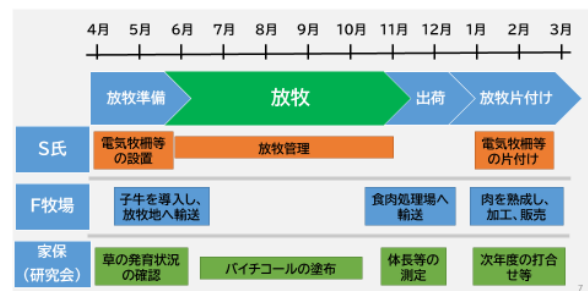 4月 5月 6月 7月 8月 9月 10月 11月 12月 1月 2月 3月
放牧準備 放牧 出荷 放牧片付け
S氏
電気牧柵等
の設置
放牧管理
電気牧柵等
の片付け
F牧場
子牛を導入し、
放牧地へ輸送
食肉処理場へ
輸送
肉を熟成し、
加工、販売
家保
(研究会)
草の発育状況
の確認
バイチコールの塗布
体長等の
測定
次年度の打合
せ等
7